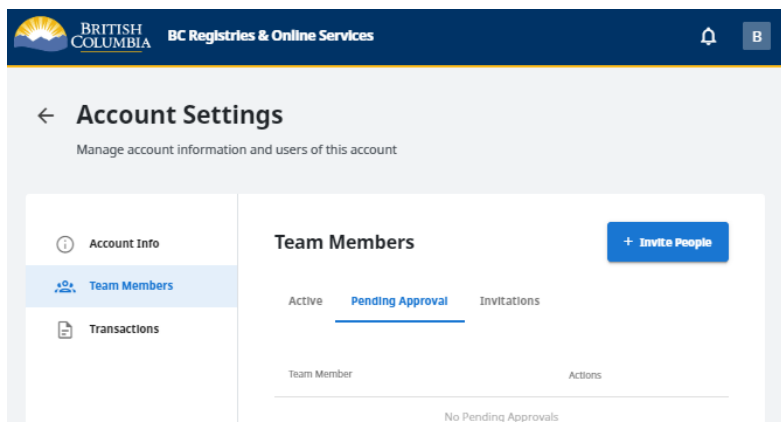 BRITISH
COLUMBIA
BC Registries & Online Services
B
Account Settings
Manage account information and users of this account
Account Info
Team Members
Transactions
Team Members
+ Invite People
Active Pending Approval Invitations
Team Member Actions
No Pending Approvals